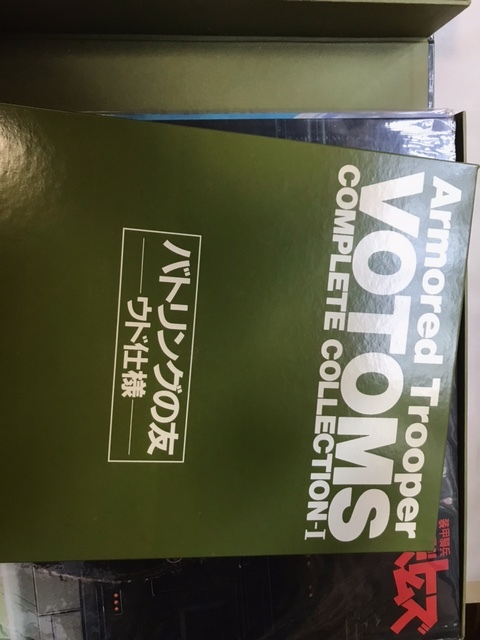 Armored Trooper
VOTOMS
COMPLETE COLLECTION-I
バトリングの友
ウド仕様
装甲騎兵